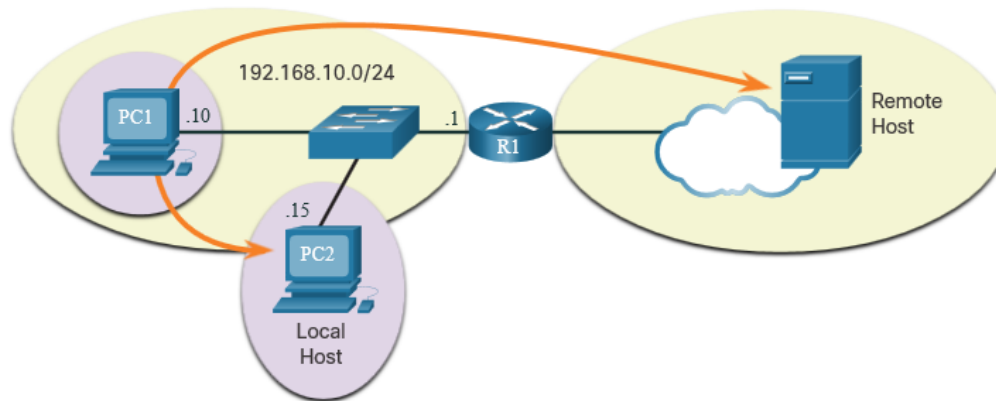 192.168.10.0/24
PC1
.10
.1
R1
Remote
Host
.15
PC2
Local
Host